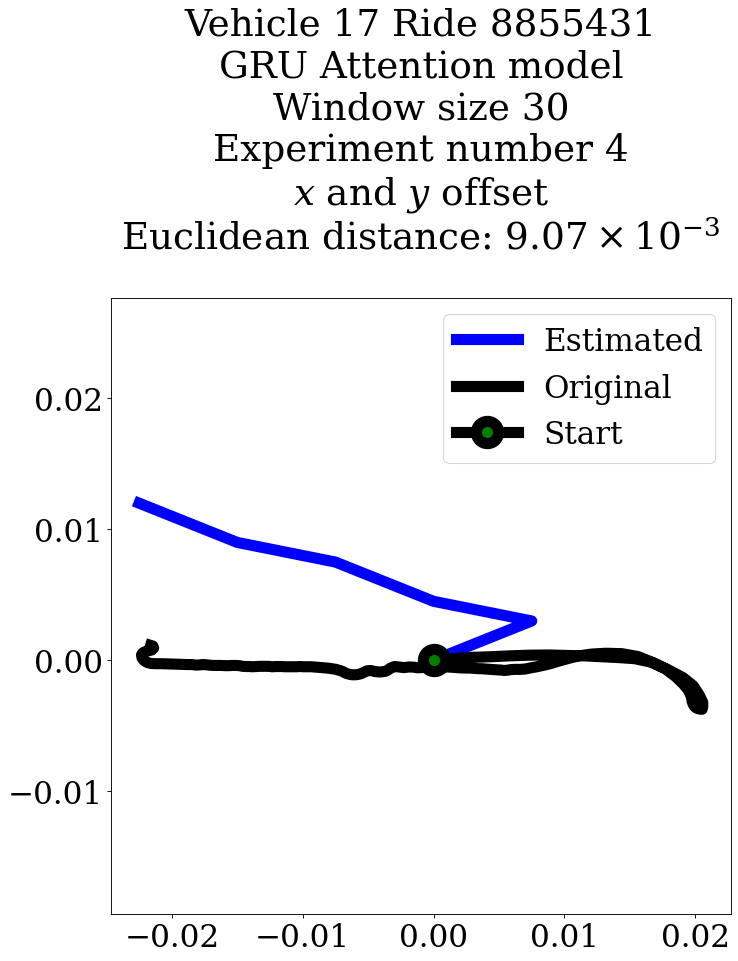 Vehicle 17 Ride 8855431
GRU Attention model
Window size 30
Experiment number 4
x and y offset
Euclidean distance: 9.07 × 10⁻³
Estimated
Original
Start
0.02
0.01
0.00
−0.01
−0.02 −0.01 0.00 0.01 0.02